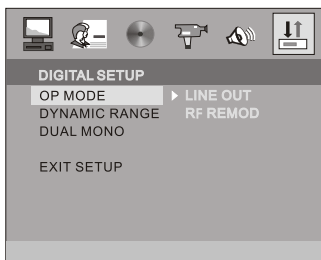 DIGITAL SETUP
OP MODE LINE OUT
DYNAMIC RANGE RF REMOD
DUAL MONO
EXIT SETUP